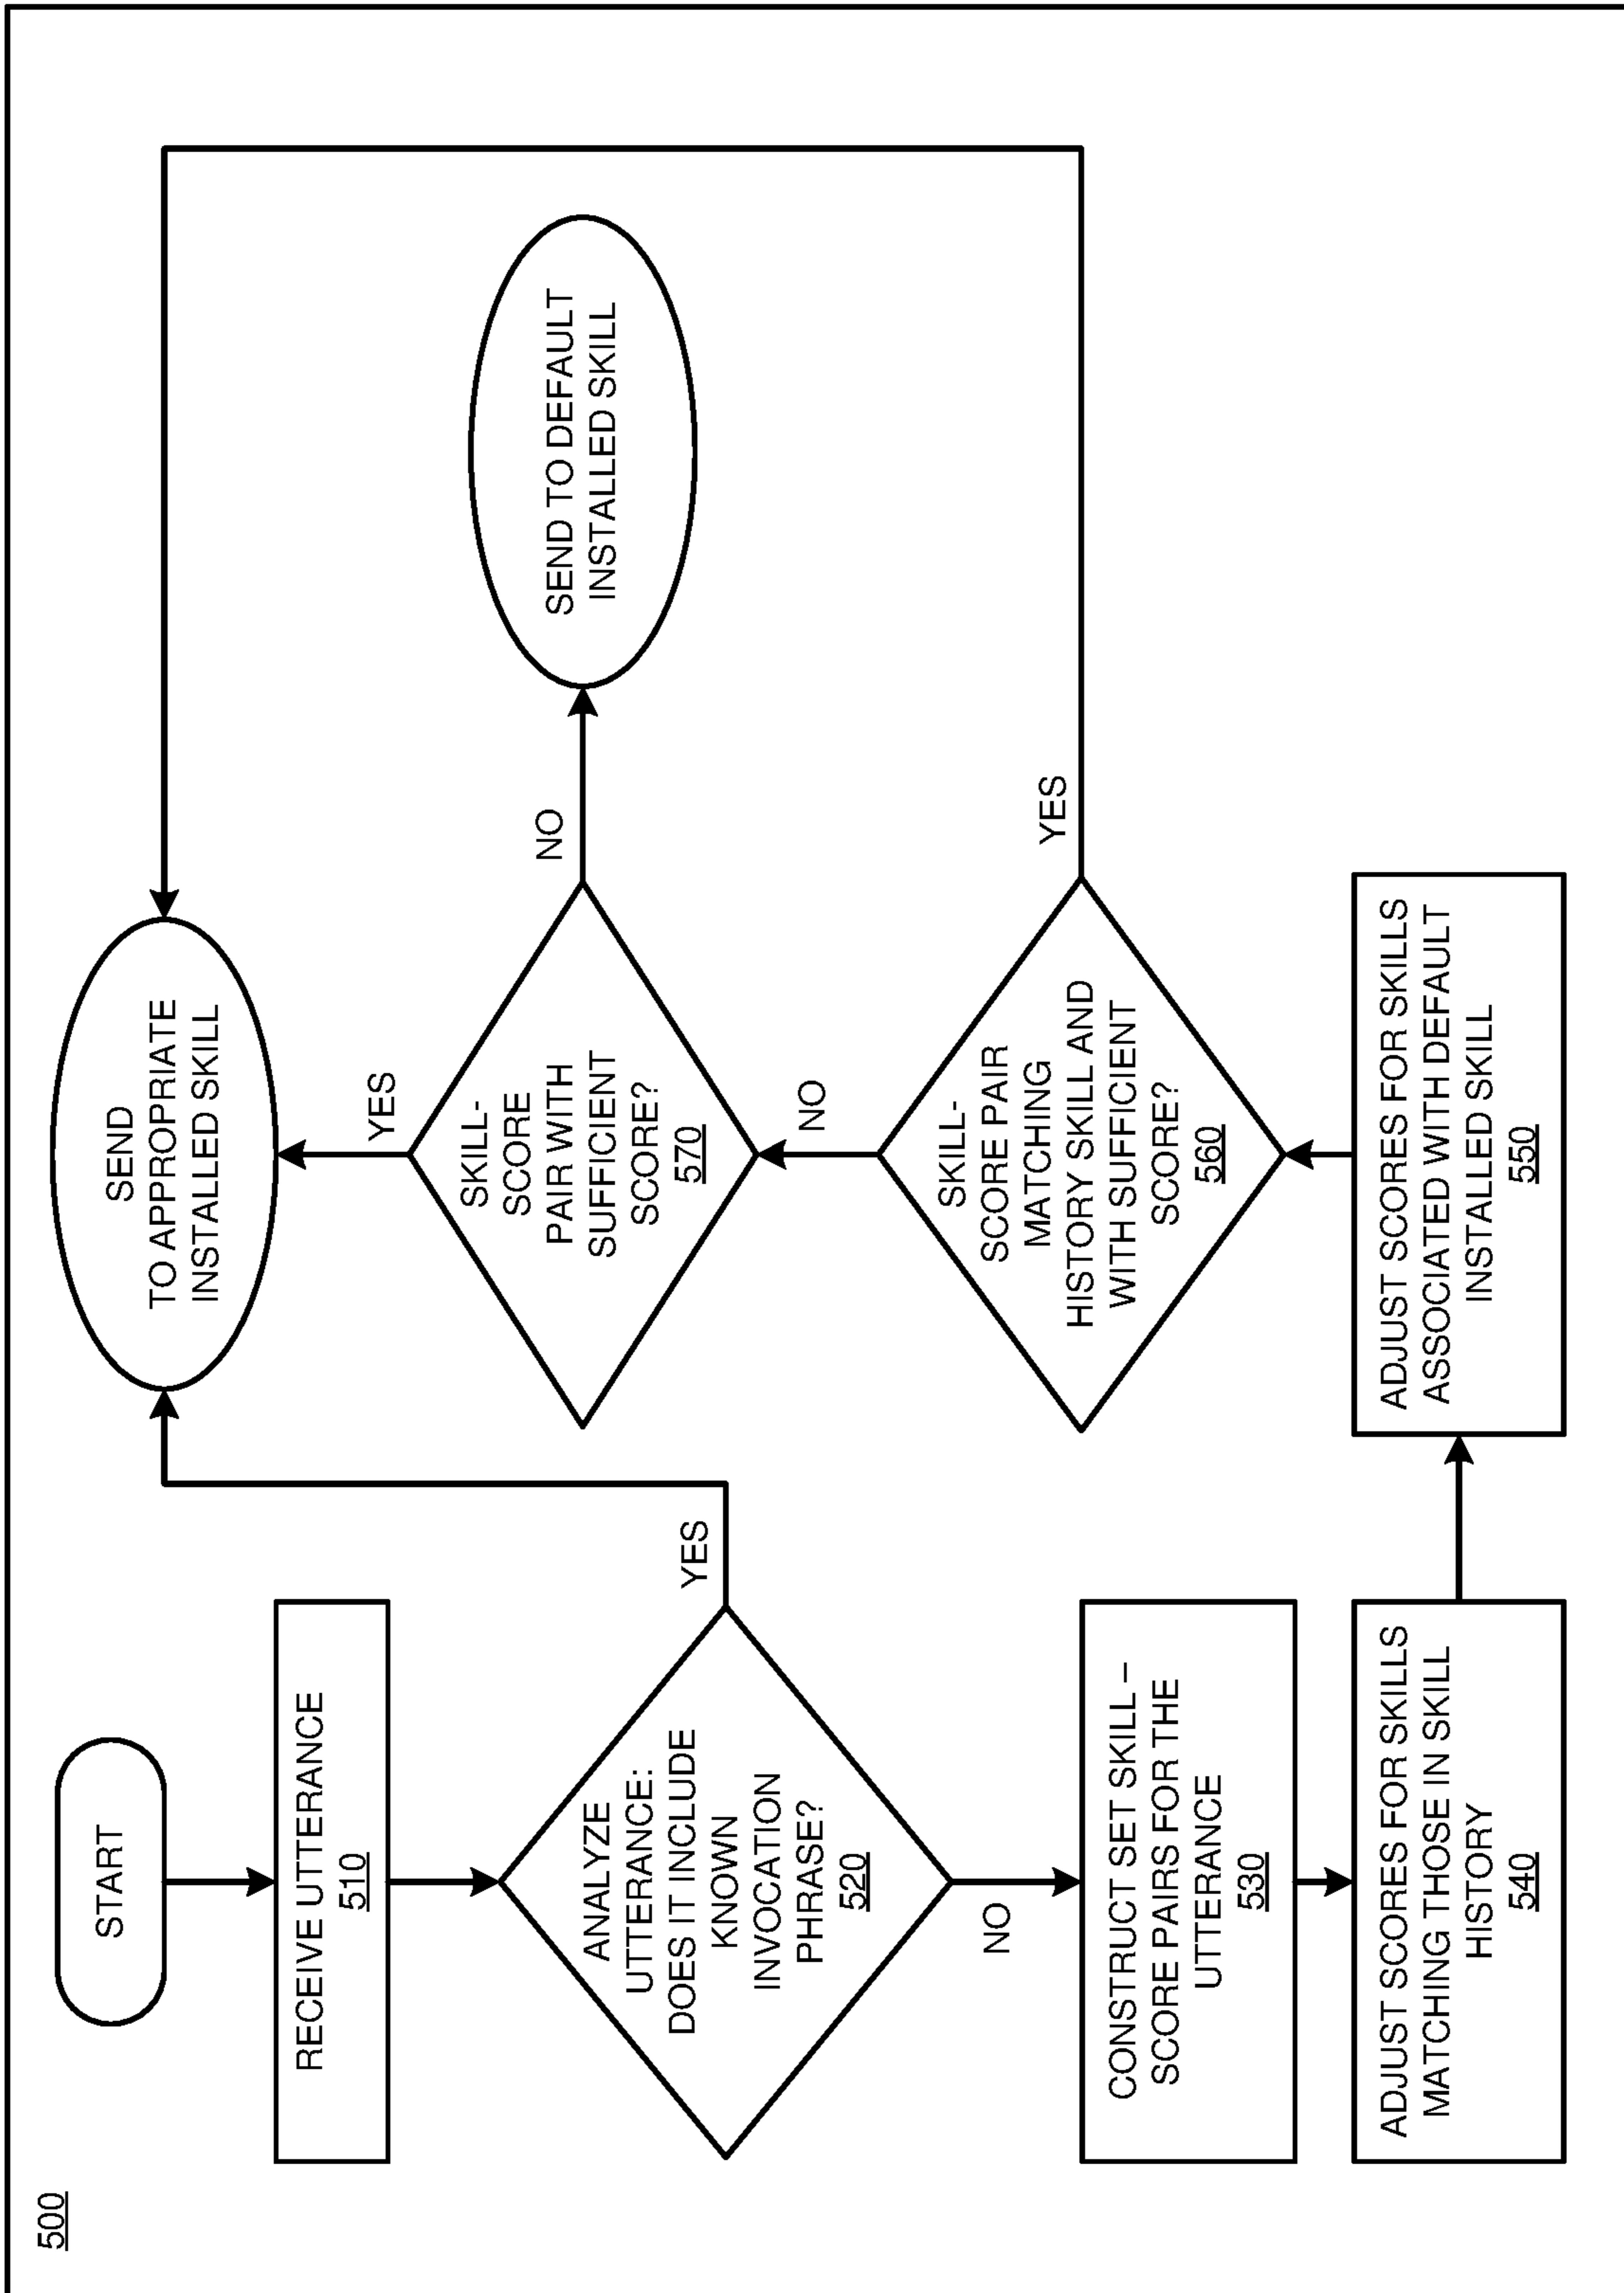 500
START
RECEIVE UTTERANCE
510
ANALYZE
UTTERANCE:
DOES IT INCLUDE
KNOWN
INVOCATION
PHRASE?
520
YES
NO
CONSTRUCT SET SKILL –
SCORE PAIRS FOR THE
UTTERANCE
530
ADJUST SCORES FOR SKILLS
MATCHING THOSE IN SKILL
HISTORY
540
ADJUST SCORES FOR SKILLS
ASSOCIATED WITH DEFAULT
INSTALLED SKILL
550
SKILL-
SCORE PAIR
MATCHING
HISTORY SKILL AND
WITH SUFFICIENT
SCORE?
560
YES
NO
SKILL-
SCORE
PAIR WITH
SUFFICIENT
SCORE?
570
YES
NO
SEND
TO APPROPRIATE
INSTALLED SKILL
SEND TO DEFAULT
INSTALLED SKILL